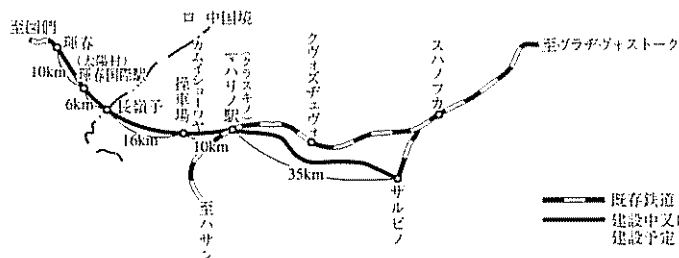 至図們
琿春
(太陽村)
琿春国際駅
10km
6km
長嶺子
ロ・中国境
16km
カムイショーワヤ
操車場
10km
(クラスキノ)
マハリノ駅
至ハサン
クヴォズヂェヴォ
35km
サルビノ
スハノフカ
至ヴラヂヴォストーク
既存鉄道
建設中又は
建設予定